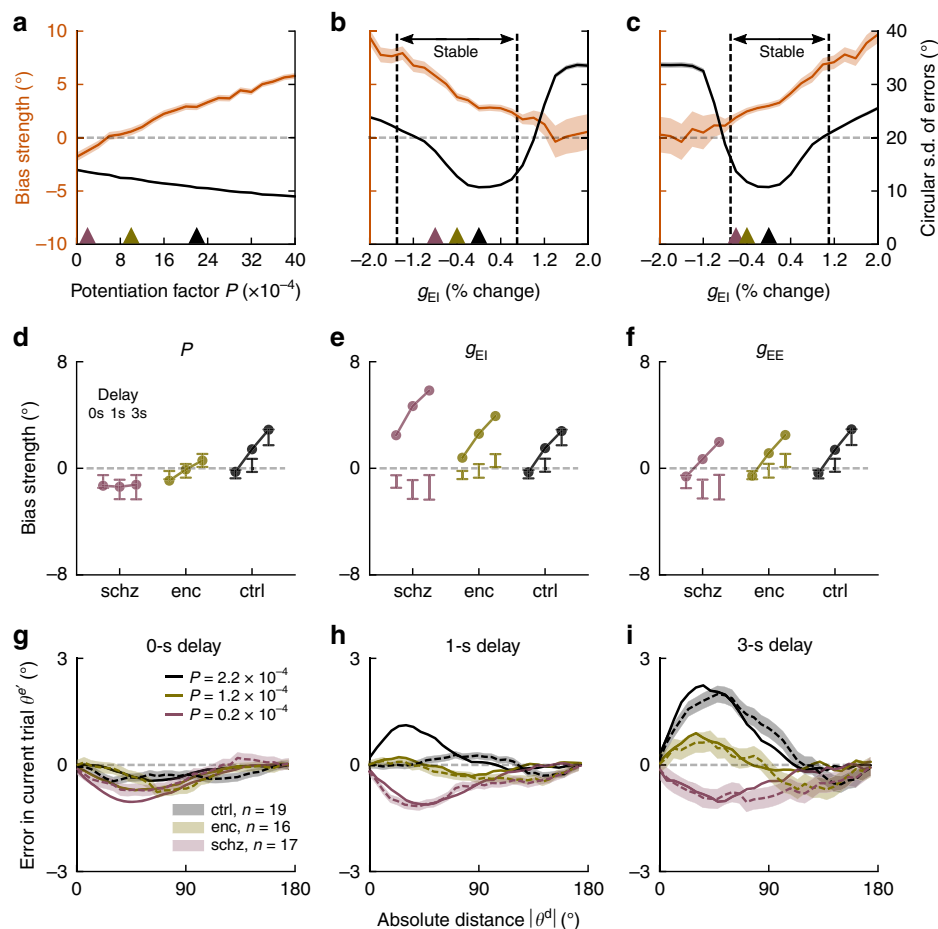 a b c
Bias strength (°)
10
5
0
−5
−10
0 8 16 24 32 40
Potentiation factor P (×10⁻⁴)
Stable
−2.0 −1.2 −0.4 0.4 1.2 2.0
gEI (% change)
Stable
−2.0 −1.2 −0.4 0.4 1.2 2.0
gEI (% change)
40
30
20
10
0
Circular s.d. of errors (°)
d e f
P
gEI
gEE
Bias strength (°)
8
0
−8
Delay
0s 1s 3s
schz enc ctrl
schz enc ctrl
schz enc ctrl
g h i
0-s delay
1-s delay
3-s delay
Error in current trial θe′ (°)
3
0
−3
P = 2.2 × 10⁻⁴
P = 1.2 × 10⁻⁴
P = 0.2 × 10⁻⁴
ctrl, n = 19
enc, n = 16
schz, n = 17
3
0
−3
3
0
−3
0 90 180
0 90 180
0 90 180
Absolute distance |θd| (°)